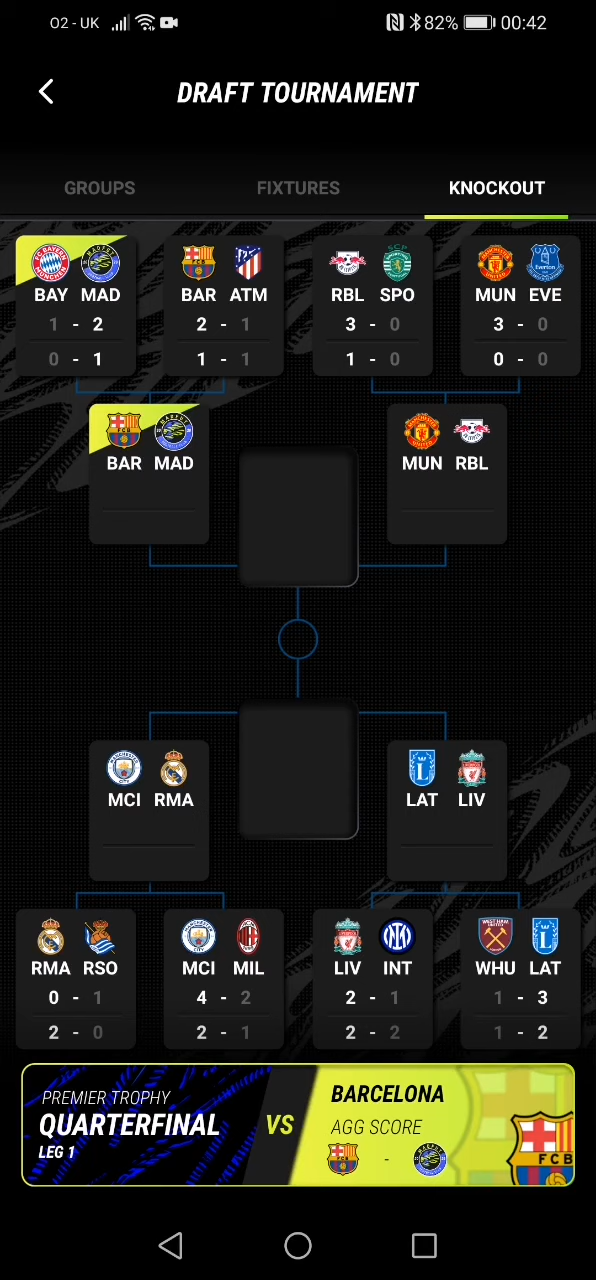 O2 - UK 82% 00:42
DRAFT TOURNAMENT
GROUPS FIXTURES KNOCKOUT
BAY MAD BAR ATM RBL SPO MUN EVE
1 - 2 2 - 1 3 - 0 3 - 0
0 - 1 1 - 1 1 - 0 0 - 0
BAR MAD MUN RBL
MCI RMA LAT LIV
RMA RSO MCI MIL LIV INT WHU LAT
0 - 1 4 - 2 2 - 1 1 - 3
2 - 0 2 - 1 2 - 2 1 - 2
PREMIER TROPHY
QUARTERFINAL
LEG 1
VS
BARCELONA
AGG SCORE
-
FCB